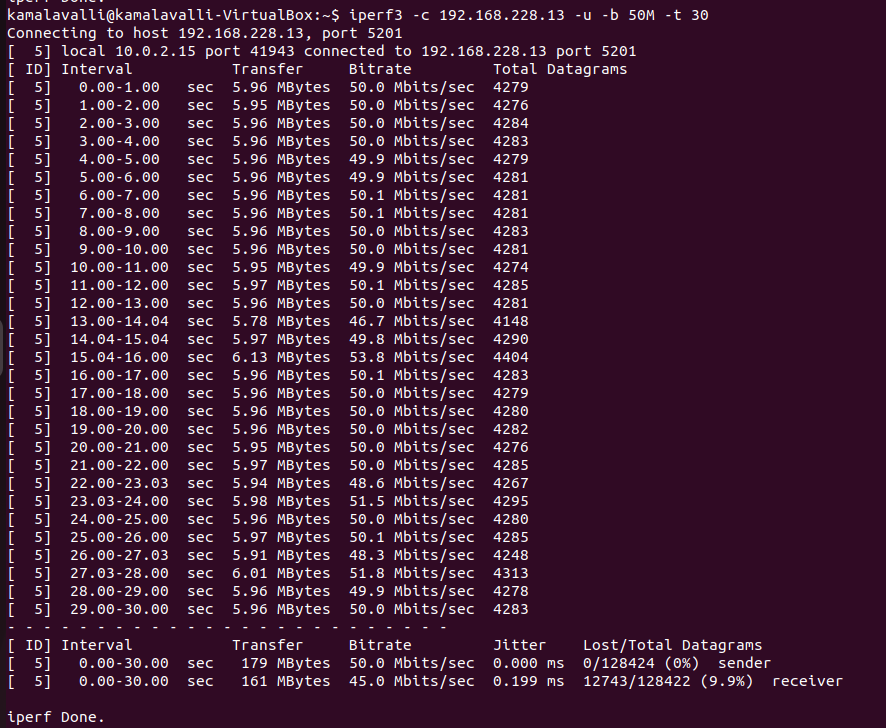 iperf Done.
kamalavalli@kamalavalli-VirtualBox:~$ iperf3 -c 192.168.228.13 -u -b 50M -t 30
Connecting to host 192.168.228.13, port 5201
[  5] local 10.0.2.15 port 41943 connected to 192.168.228.13 port 5201
[ ID] Interval           Transfer     Bitrate         Total Datagrams
[  5]   0.00-1.00   sec  5.96 MBytes  50.0 Mbits/sec  4279
[  5]   1.00-2.00   sec  5.95 MBytes  50.0 Mbits/sec  4276
[  5]   2.00-3.00   sec  5.96 MBytes  50.0 Mbits/sec  4284
[  5]   3.00-4.00   sec  5.96 MBytes  50.0 Mbits/sec  4283
[  5]   4.00-5.00   sec  5.96 MBytes  49.9 Mbits/sec  4279
[  5]   5.00-6.00   sec  5.96 MBytes  49.9 Mbits/sec  4281
[  5]   6.00-7.00   sec  5.96 MBytes  50.1 Mbits/sec  4281
[  5]   7.00-8.00   sec  5.96 MBytes  50.1 Mbits/sec  4281
[  5]   8.00-9.00   sec  5.96 MBytes  50.0 Mbits/sec  4283
[  5]   9.00-10.00  sec  5.96 MBytes  50.0 Mbits/sec  4281
[  5]  10.00-11.00  sec  5.95 MBytes  49.9 Mbits/sec  4274
[  5]  11.00-12.00  sec  5.97 MBytes  50.1 Mbits/sec  4285
[  5]  12.00-13.00  sec  5.96 MBytes  50.0 Mbits/sec  4281
[  5]  13.00-14.04  sec  5.78 MBytes  46.7 Mbits/sec  4148
[  5]  14.04-15.04  sec  5.97 MBytes  49.8 Mbits/sec  4290
[  5]  15.04-16.00  sec  6.13 MBytes  53.8 Mbits/sec  4404
[  5]  16.00-17.00  sec  5.96 MBytes  50.1 Mbits/sec  4283
[  5]  17.00-18.00  sec  5.96 MBytes  50.0 Mbits/sec  4279
[  5]  18.00-19.00  sec  5.96 MBytes  50.0 Mbits/sec  4280
[  5]  19.00-20.00  sec  5.96 MBytes  50.0 Mbits/sec  4282
[  5]  20.00-21.00  sec  5.95 MBytes  50.0 Mbits/sec  4276
[  5]  21.00-22.00  sec  5.97 MBytes  50.0 Mbits/sec  4285
[  5]  22.00-23.03  sec  5.94 MBytes  48.6 Mbits/sec  4267
[  5]  23.03-24.00  sec  5.98 MBytes  51.5 Mbits/sec  4295
[  5]  24.00-25.00  sec  5.96 MBytes  50.0 Mbits/sec  4280
[  5]  25.00-26.00  sec  5.97 MBytes  50.1 Mbits/sec  4285
[  5]  26.00-27.03  sec  5.91 MBytes  48.3 Mbits/sec  4248
[  5]  27.03-28.00  sec  6.01 MBytes  51.8 Mbits/sec  4313
[  5]  28.00-29.00  sec  5.96 MBytes  49.9 Mbits/sec  4278
[  5]  29.00-30.00  sec  5.96 MBytes  50.0 Mbits/sec  4283
- - - - - - - - - - - - - - - - - - - - - - - - -
[ ID] Interval           Transfer     Bitrate         Jitter    Lost/Total Datagrams
[  5]   0.00-30.00  sec   179 MBytes  50.0 Mbits/sec  0.000 ms  0/128424 (0%)  sender
[  5]   0.00-30.00  sec   161 MBytes  45.0 Mbits/sec  0.199 ms  12743/128422 (9.9%)  receiver
iperf Done.